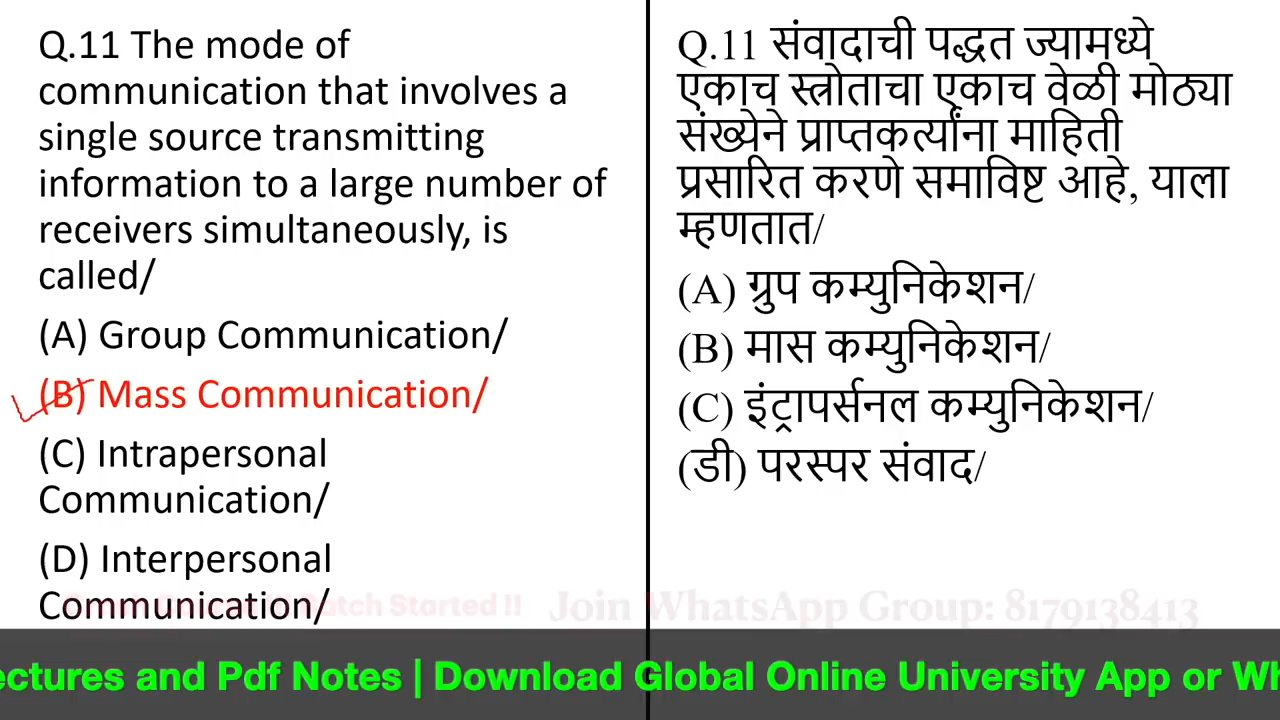 Q.11 The mode of
communication that involves a
single source transmitting
information to a large number of
receivers simultaneously, is
called/
(A) Group Communication/
(B) Mass Communication/
(C) Intrapersonal
Communication/
(D) Interpersonal
Communication/
Q.11 संवादाची पद्धत ज्यामध्ये
एकाच स्त्रोताचा एकाच वेळी मोठ्या
संख्येने प्राप्तकर्त्यांना माहिती
प्रसारित करणे समाविष्ट आहे, याला
म्हणतात/
(A) ग्रुप कम्युनिकेशन/
(B) मास कम्युनिकेशन/
(C) इंट्रापर्सनल कम्युनिकेशन/
(डी) परस्पर संवाद/
Batch Started !! Join WhatsApp Group: 8179138413
ectures and Pdf Notes | Download Global Online University App or Wh